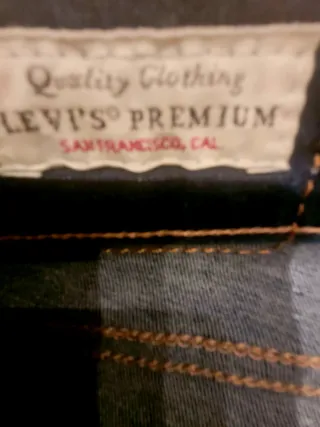 Quality Clothing
LEVI'S® PREMIUM
SAN FRANCISCO, CAL